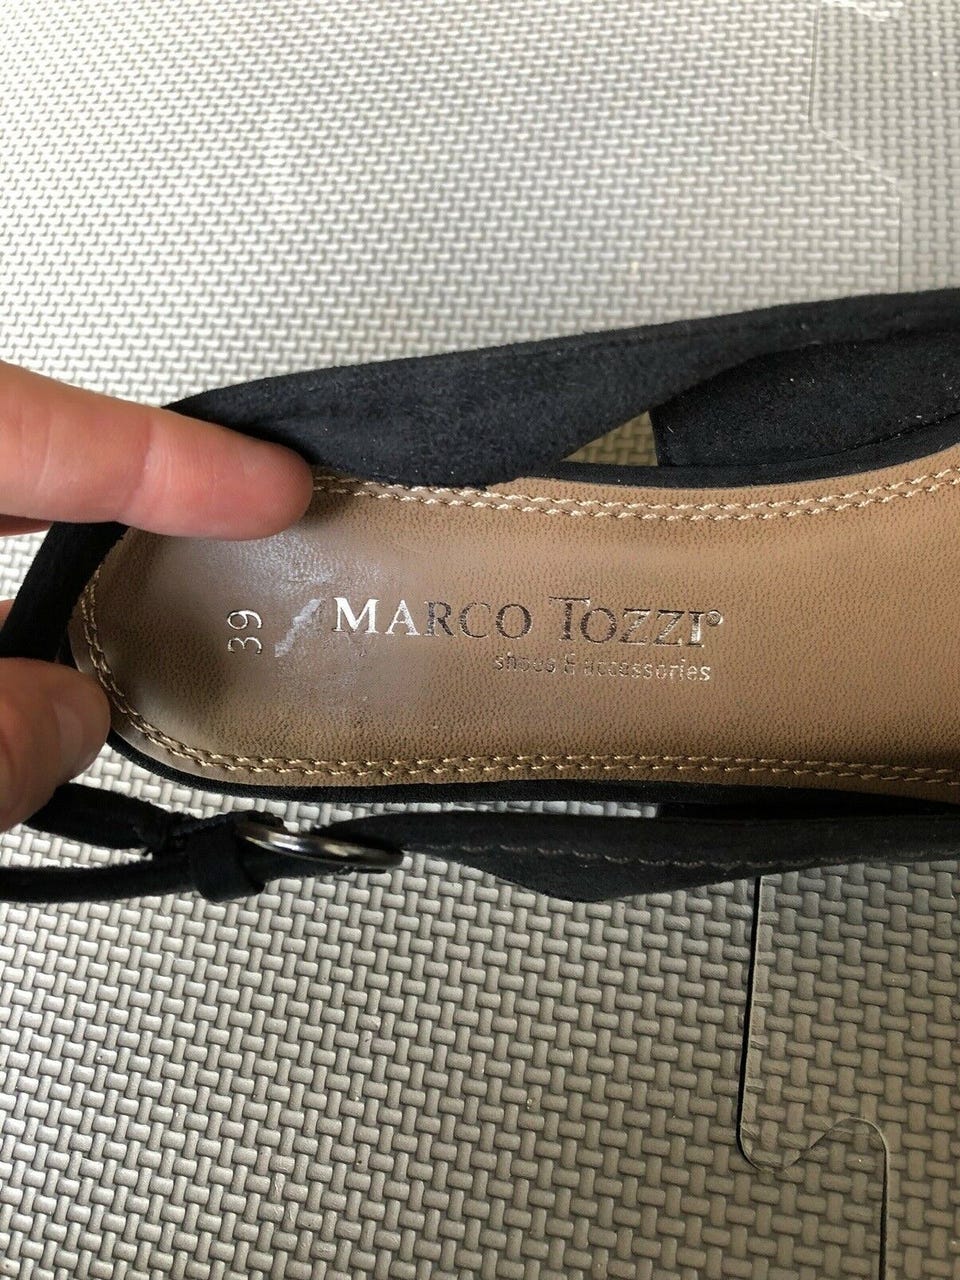 39
MARCO TOZZI®
shoes & accessories